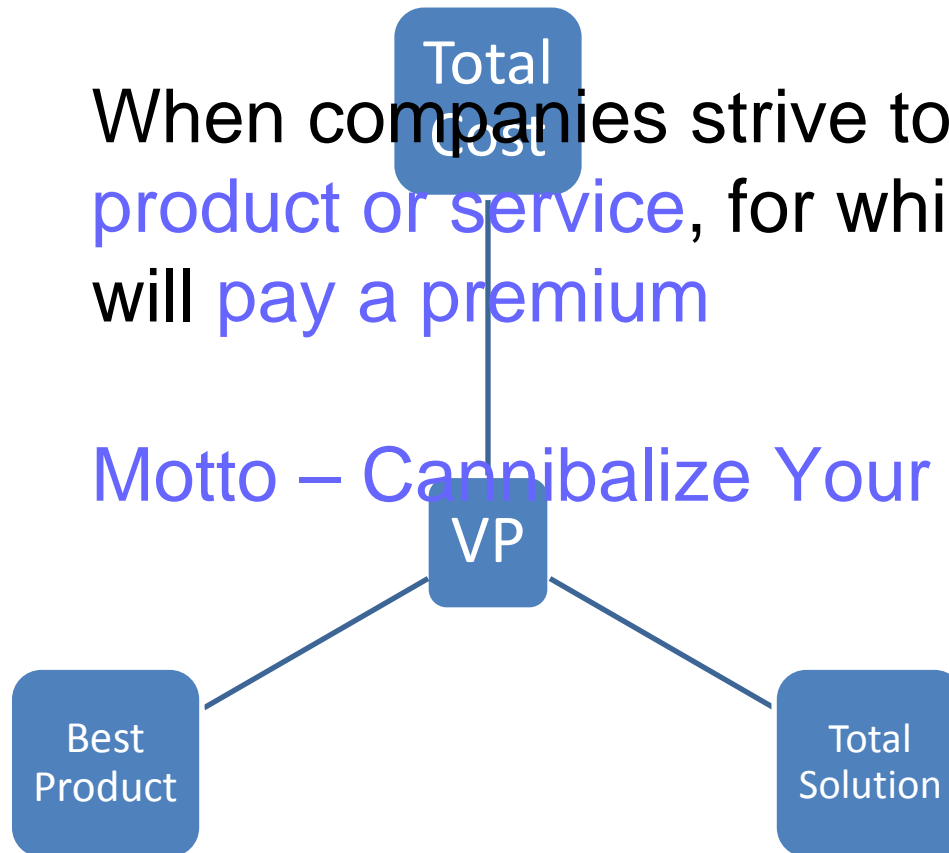 Total
Cost
When companies strive to
product or service, for whi
will pay a premium
Motto – Cannibalize Your
VP
Best
Product
Total
Solution